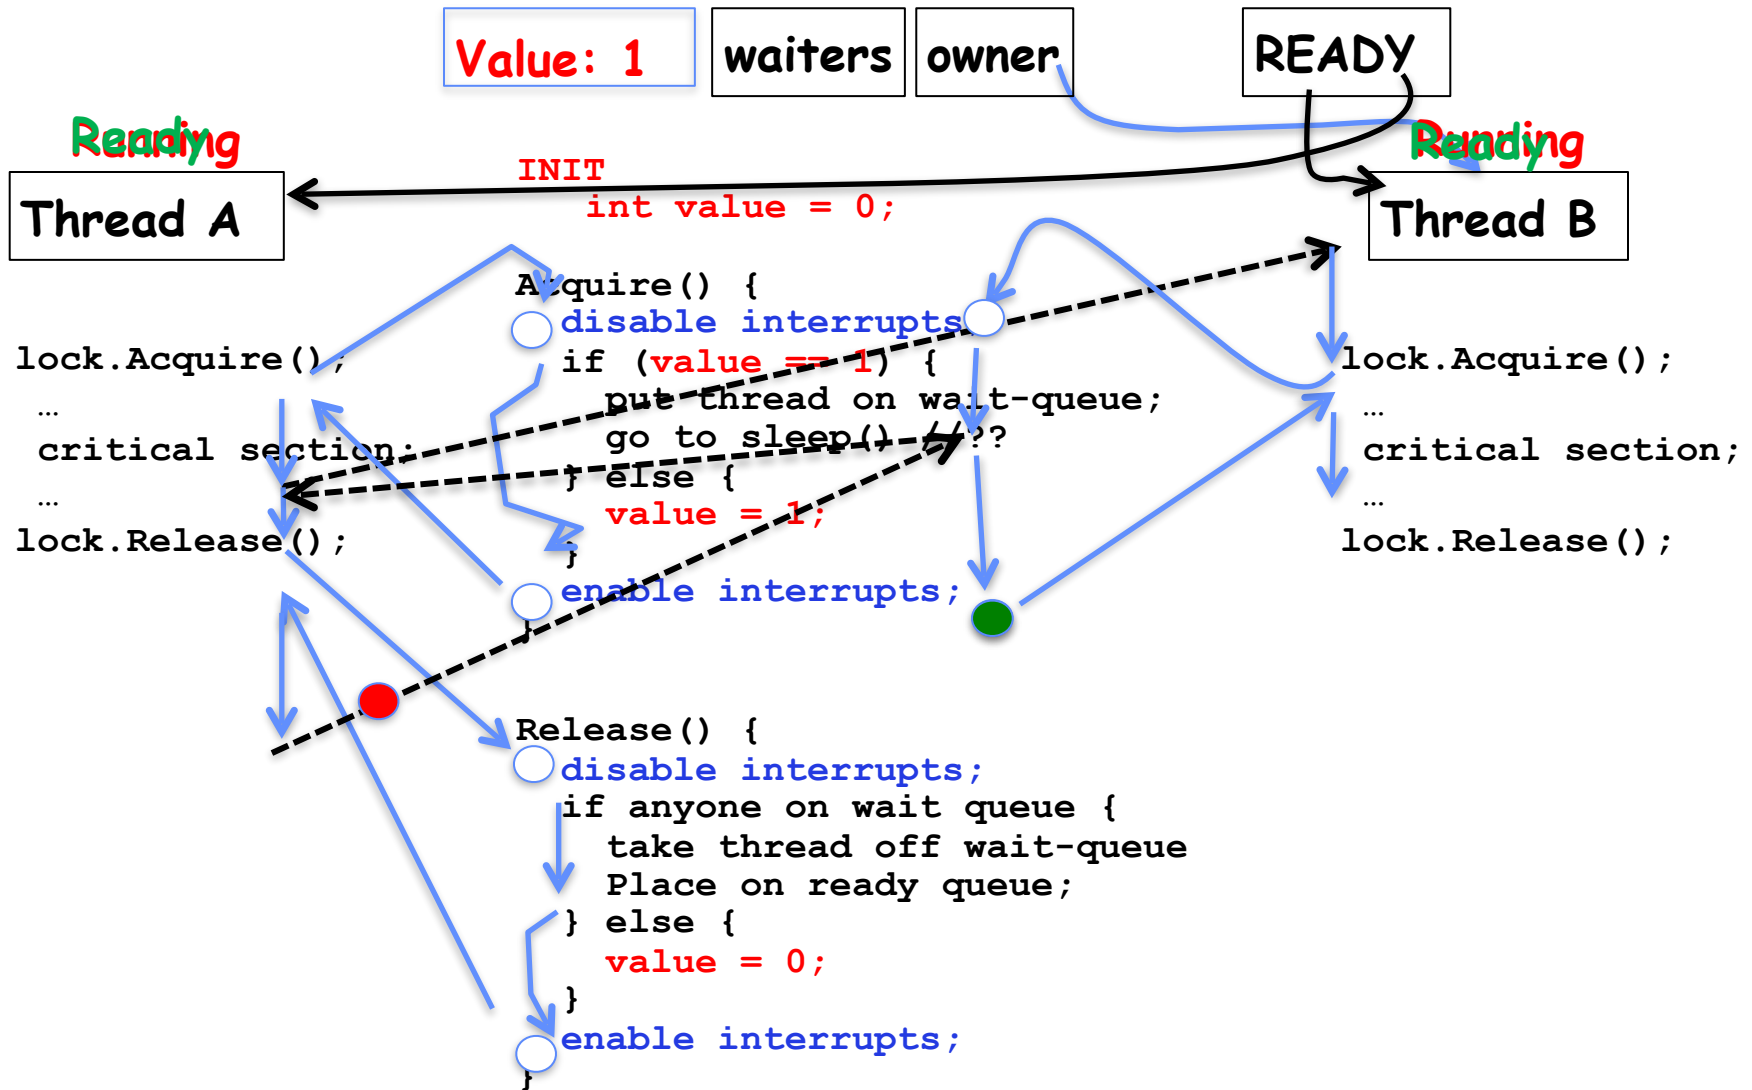 Value: 1 waiters owner READY
Ready Running Running Ready
Thread A
Thread B
INIT
int value = 0;
Acquire() {
disable interrupts;
if (value == 1) {
put thread on wait-queue;
go to sleep() //??
} else {
value = 1;
}
enable interrupts;
}
lock.Acquire();
…
critical section;
…
lock.Release();
lock.Acquire();
…
critical section;
…
lock.Release();
Release() {
disable interrupts;
if anyone on wait queue {
take thread off wait-queue
Place on ready queue;
} else {
value = 0;
}
enable interrupts;
}